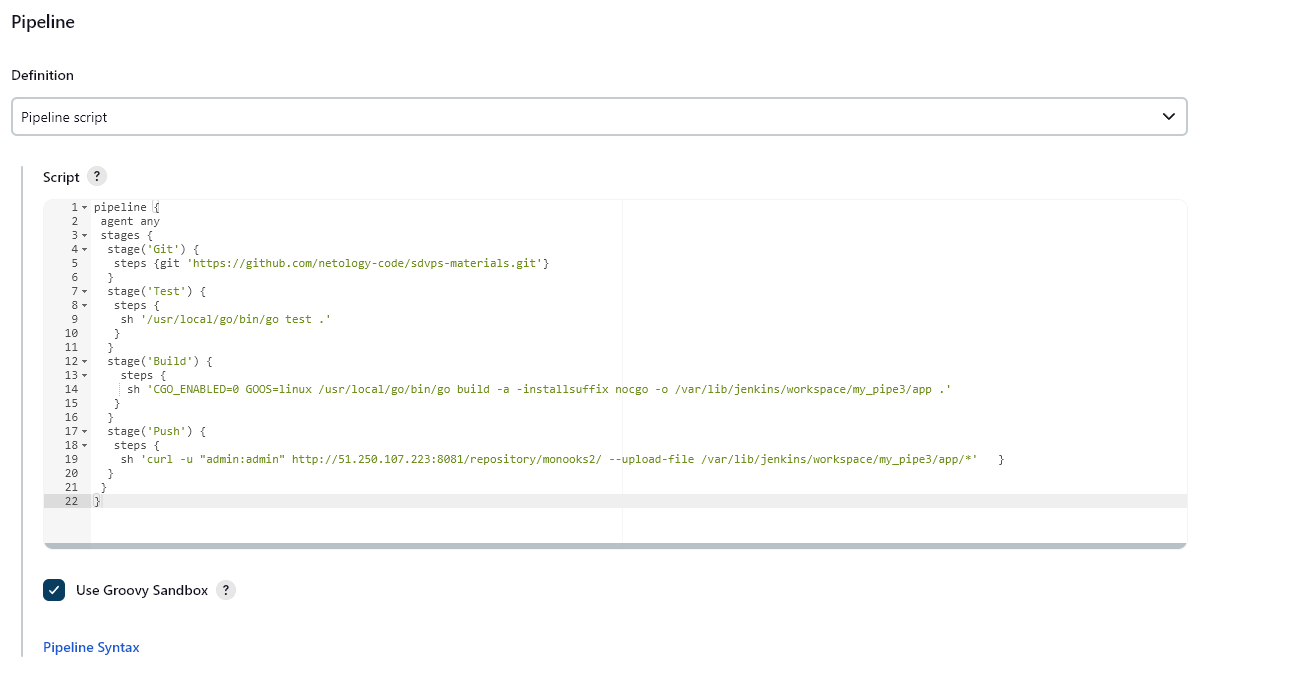 Pipeline
Definition
Pipeline script
Script ?
1 pipeline {
2  agent any
3  stages {
4   stage('Git') {
5    steps {git 'https://github.com/netology-code/sdvps-materials.git'}
6   }
7   stage('Test') {
8    steps {
9     sh '/usr/local/go/bin/go test .'
10    }
11   }
12   stage('Build') {
13     steps {
14      sh 'CGO_ENABLED=0 GOOS=linux /usr/local/go/bin/go build -a -installsuffix nocgo -o /var/lib/jenkins/workspace/my_pipe3/app .'
15    }
16   }
17   stage('Push') {
18    steps {
19     sh 'curl -u "admin:admin" http://51.250.107.223:8081/repository/monooks2/ --upload-file /var/lib/jenkins/workspace/my_pipe3/app/*'   }
20   }
21  }
22 }
Use Groovy Sandbox ?
Pipeline Syntax